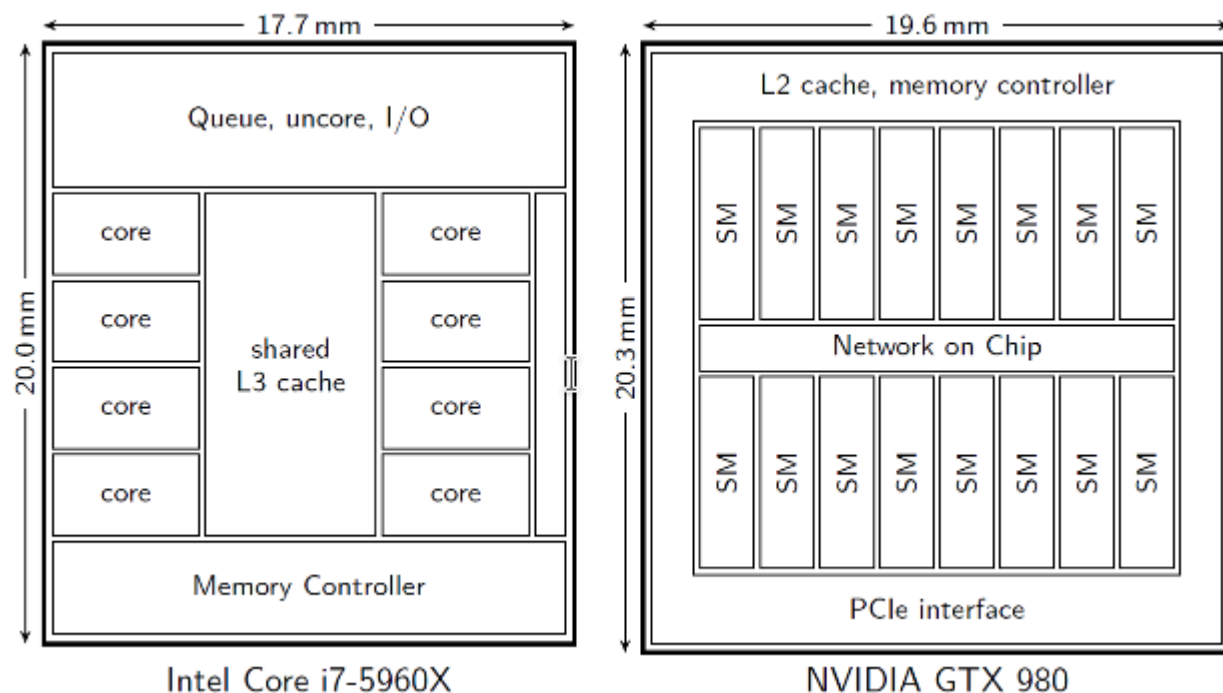 17.7 mm
20.0 mm
Queue, uncore, I/O
core
core
core
core
shared
L3 cache
core
core
core
core
Memory Controller
Intel Core i7-5960X
19.6 mm
20.3 mm
L2 cache, memory controller
SM SM SM SM SM SM SM SM
Network on Chip
SM SM SM SM SM SM SM SM
PCIe interface
NVIDIA GTX 980